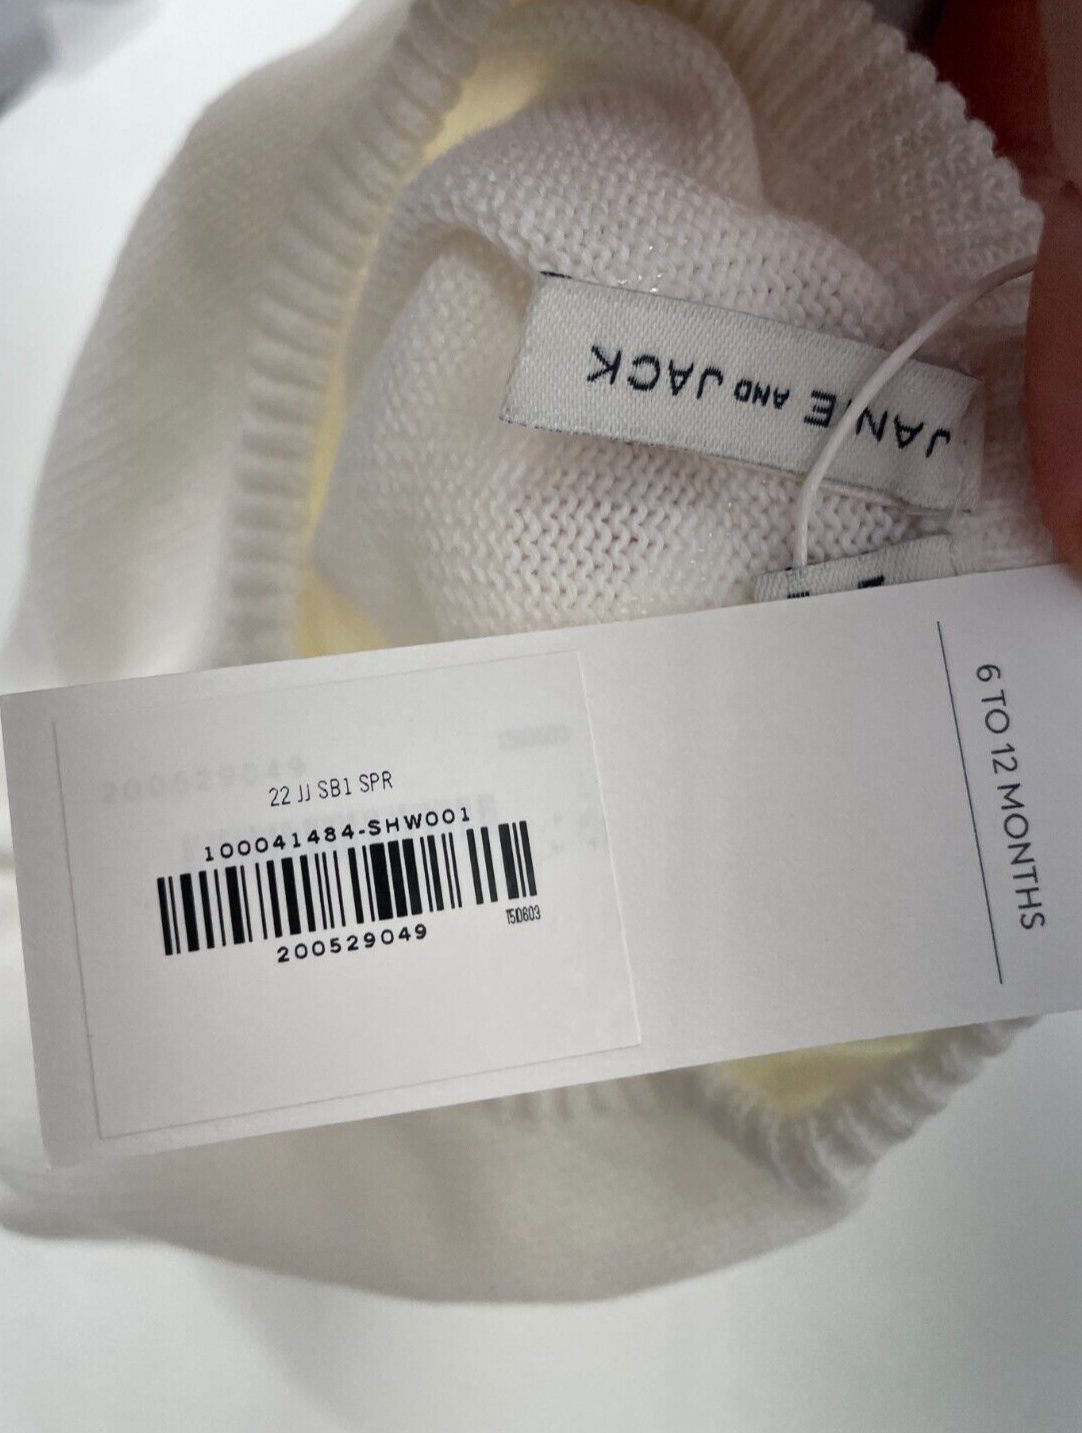 JANIE AND JACK
6 TO 12 MONTHS
22 JJ SB1 SPR
100041484-SHW001
200529049